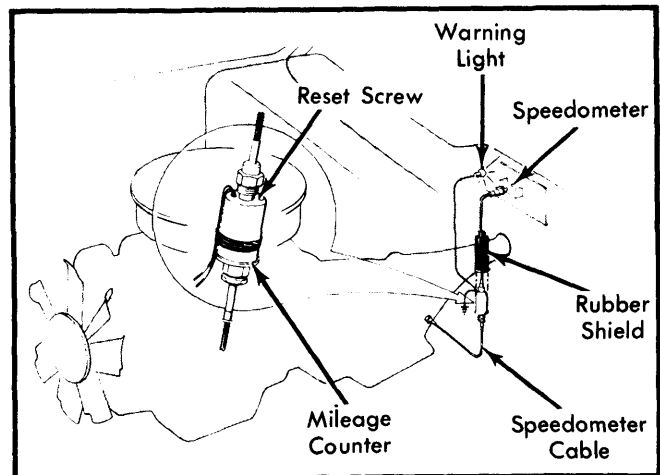 Warning
Light
Reset Screw
Speedometer
Rubber
Shield
Mileage
Counter
Speedometer
Cable